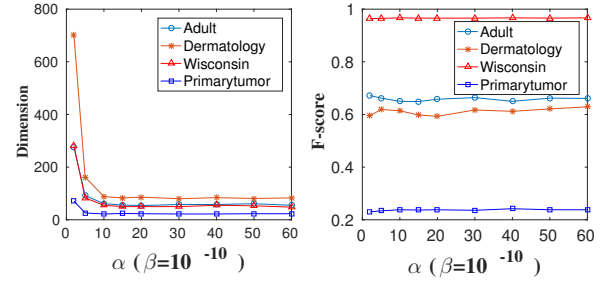 800
600
400
200
0
Dimension
0 10 20 30 40 50 60
α (β=10 -10 )
Adult
Dermatology
Wisconsin
Primarytumor
1
0.8
0.6
0.4
0.2
F-score
0 10 20 30 40 50 60
α (β=10 -10 )
Adult
Dermatology
Wisconsin
Primarytumor